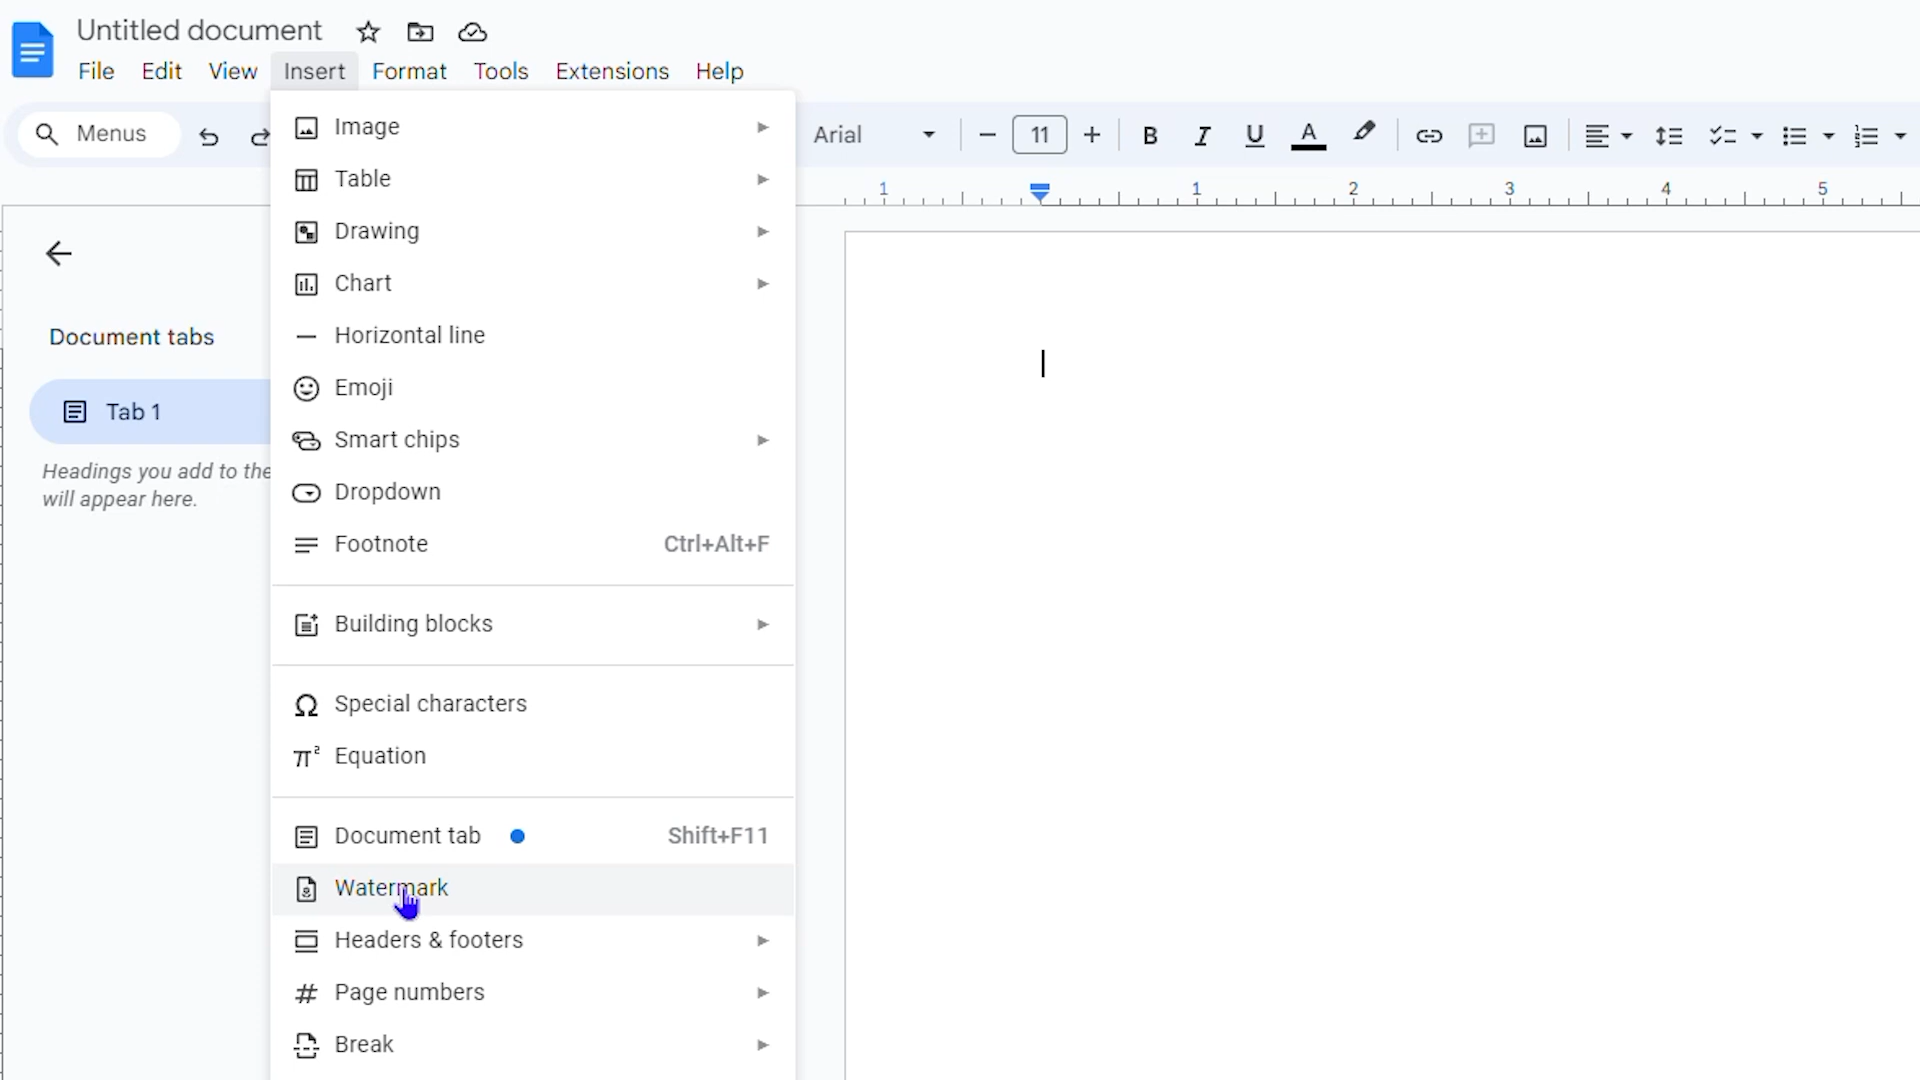 Untitled document
File Edit View Insert Format Tools Extensions Help
Menus Arial 11 B I U A
1 1 2 3 4 5
Document tabs
Tab 1
Headings you add to the
will appear here.
Image
Table
Drawing
Chart
Horizontal line
Emoji
Smart chips
Dropdown
Footnote Ctrl+Alt+F
Building blocks
Special characters
Equation
Document tab Shift+F11
Watermark
Headers & footers
Page numbers
Break